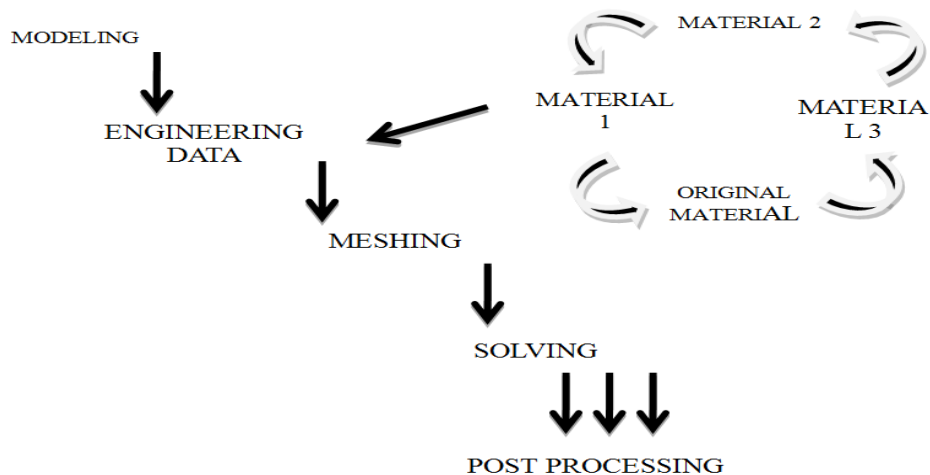 MODELING
MATERIAL 2
MATERIAL
1
MATERIA
L 3
ENGINEERING
DATA
ORIGINAL
MATERIAL
MESHING
SOLVING
POST PROCESSING